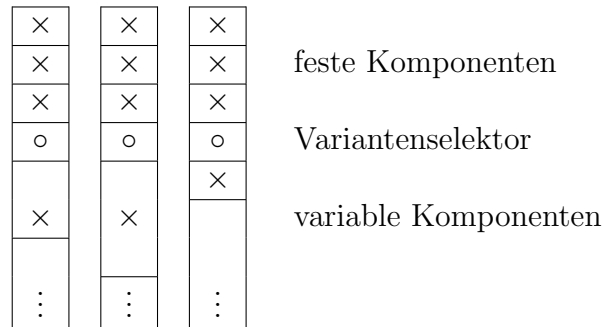 × × ×
× × × feste Komponenten
× × ×
∘ ∘ ∘ Variantenselektor
×
× × variable Komponenten
⋮ ⋮ ⋮